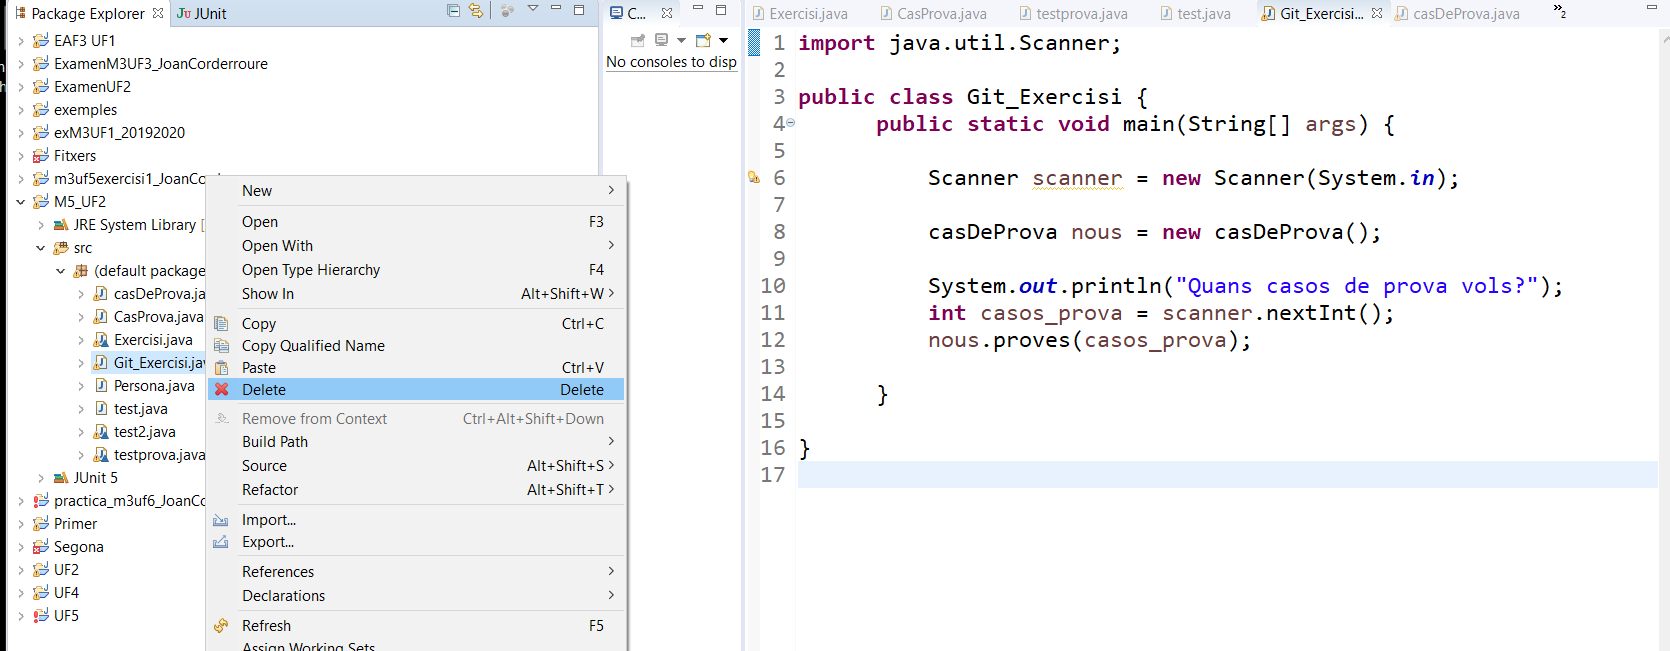 Package Explorer
JUnit
EAF3 UF1
ExamenM3UF3_JoanCorderroure
ExamenUF2
exemples
exM3UF1_20192020
Fitxers
m3uf5exercisi1_JoanCord
M5_UF2
JRE System Library [
src
(default package
casDeProva.ja
CasProva.java
Exercisi.java
Git_Exercisi.jav
Persona.java
test.java
test2.java
testprova.java
JUnit 5
practica_m3uf6_JoanCo
Primer
Segona
UF2
UF4
UF5
New
Open F3
Open With
Open Type Hierarchy F4
Show In Alt+Shift+W
Copy Ctrl+C
Copy Qualified Name
Paste Ctrl+V
Delete Delete
Remove from Context Ctrl+Alt+Shift+Down
Build Path
Source Alt+Shift+S
Refactor Alt+Shift+T
Import...
Export...
References
Declarations
Refresh F5
Assign Working Sets
C...
No consoles to disp
Exercisi.java CasProva.java testprova.java test.java Git_Exercisi... casDeProva.java »2
1 import java.util.Scanner;
2
3 public class Git_Exercisi {
4 public static void main(String[] args) {
5
6 Scanner scanner = new Scanner(System.in);
7
8 casDeProva nous = new casDeProva();
9
10 System.out.println("Quans casos de prova vols?");
11 int casos_prova = scanner.nextInt();
12 nous.proves(casos_prova);
13
14 }
15
16 }
17